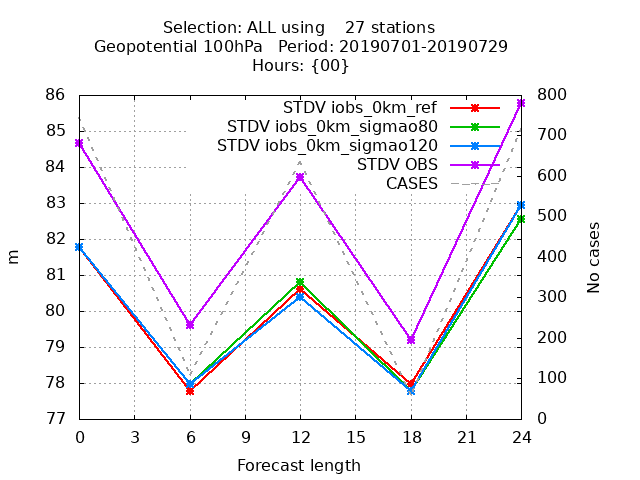 Selection: ALL using    27 stations
Geopotential 100hPa   Period: 20190701-20190729
Hours: {00}
STDV iobs_0km_ref
STDV iobs_0km_sigmao80
STDV iobs_0km_sigmao120
STDV OBS
CASES
86
85
84
83
82
81
80
79
78
77
m
800
700
600
500
400
300
200
100
0
No cases
0 3 6 9 12 15 18 21 24
Forecast length